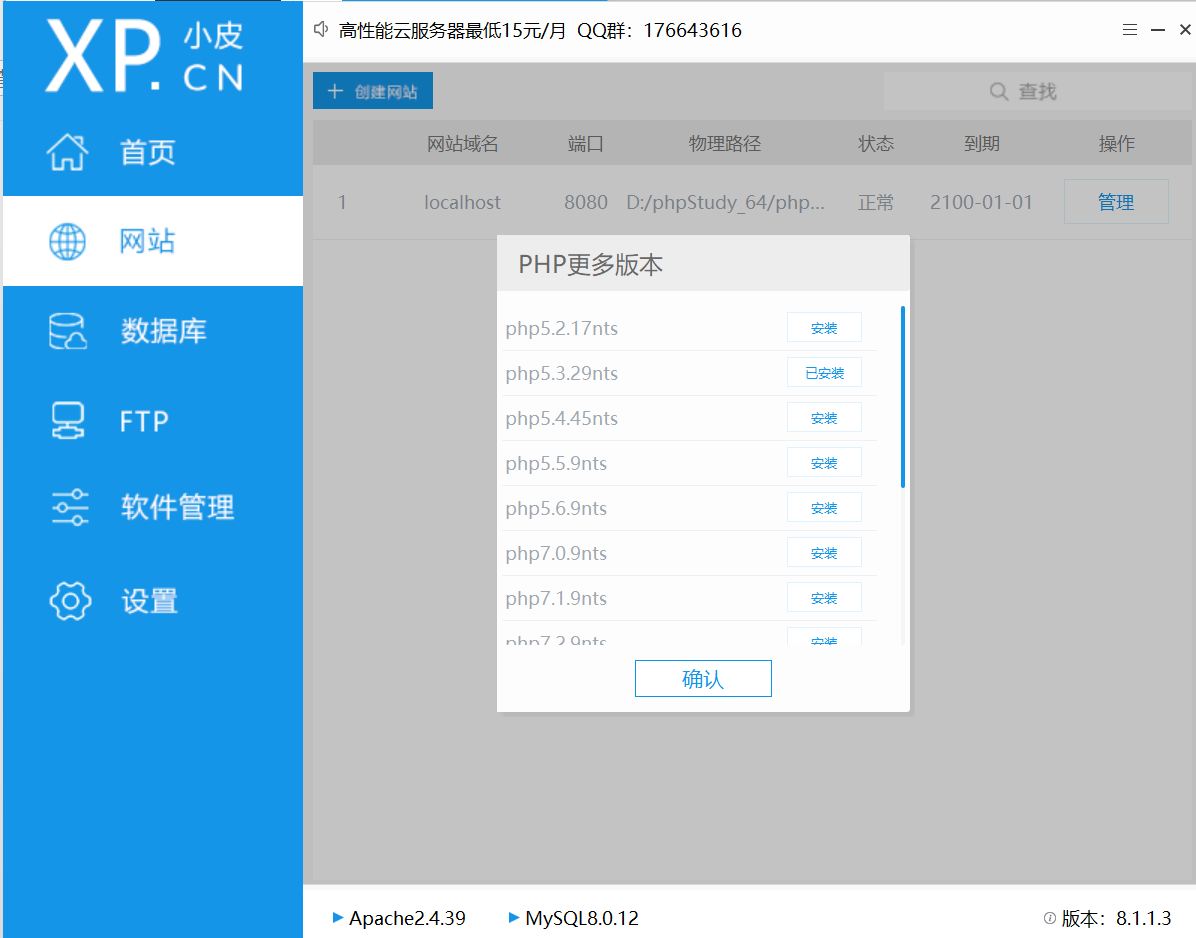 XP.小皮CN
高性能云服务器最低15元/月 QQ群：176643616
首页
网站
数据库
FTP
软件管理
设置
创建网站
查找
网站域名 端口 物理路径 状态 到期 操作
1 localhost 8080 D:/phpStudy_64/php... 正常 2100-01-01 管理
PHP更多版本
php5.2.17nts 安装
php5.3.29nts 已安装
php5.4.45nts 安装
php5.5.9nts 安装
php5.6.9nts 安装
php7.0.9nts 安装
php7.1.9nts 安装
php7.2.9nts 安装
确认
Apache2.4.39 MySQL8.0.12 版本：8.1.1.3